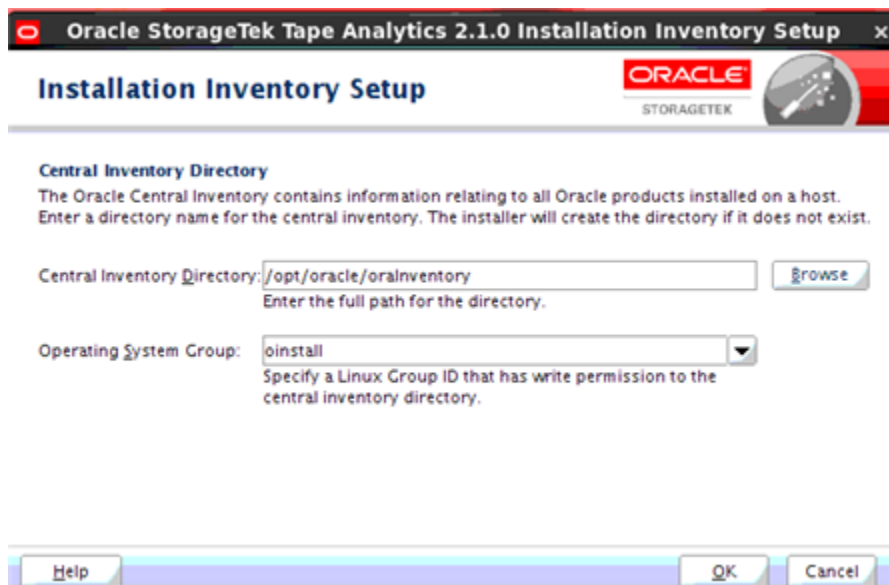 Oracle StorageTek Tape Analytics 2.1.0 Installation Inventory Setup x
Installation Inventory Setup
ORACLE
STORAGETEK
Central Inventory Directory
The Oracle Central Inventory contains information relating to all Oracle products installed on a host.
Enter a directory name for the central inventory. The installer will create the directory if it does not exist.
Central Inventory Directory: /opt/oracle/oraInventory Browse
Enter the full path for the directory.
Operating System Group: oinstall
Specify a Linux Group ID that has write permission to the
central inventory directory.
Help OK Cancel